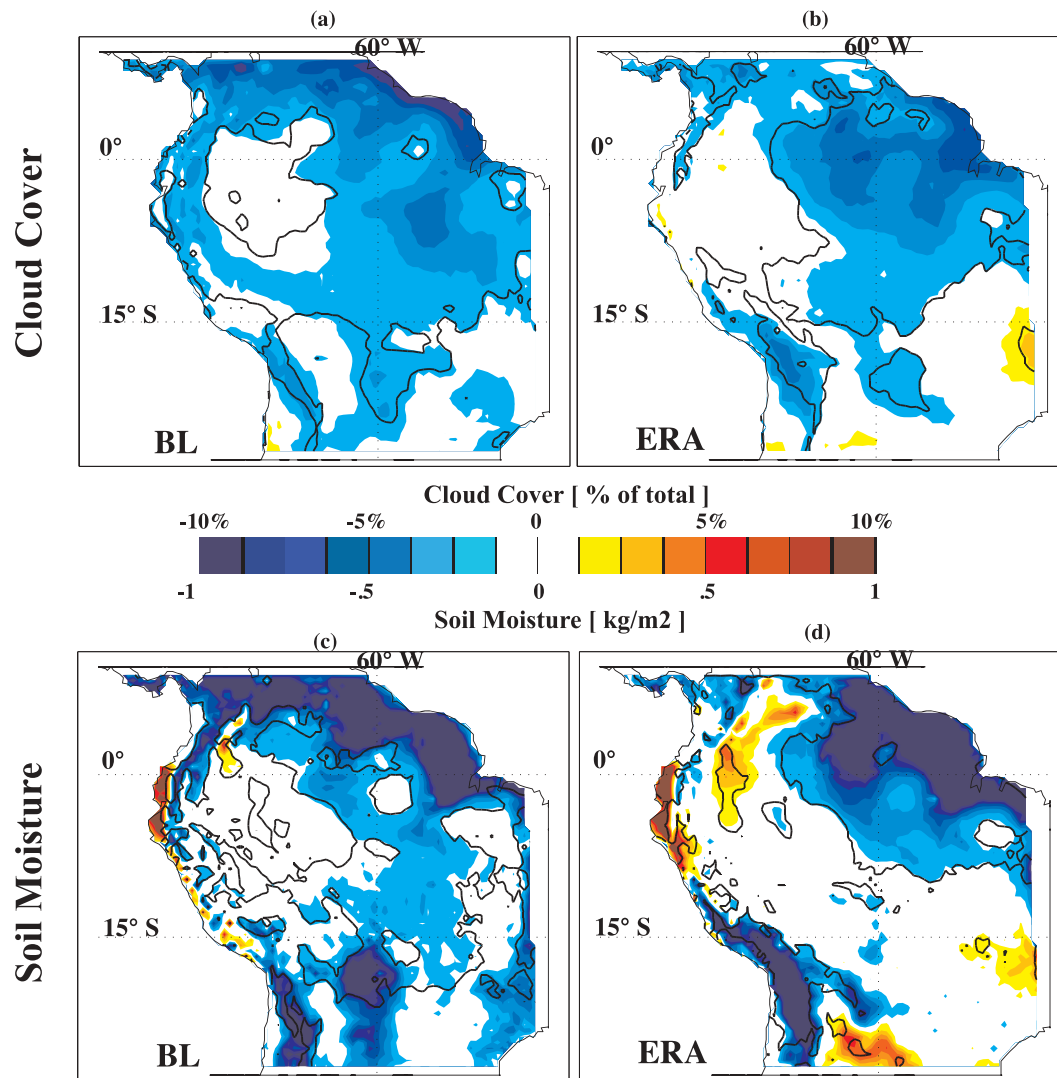 (a)
(b)
60° W
60° W
Cloud Cover
0°
0°
15° S
15° S
BL
ERA
Cloud Cover [ % of total ]
-10%
-5%
0
5%
10%
-1
-.5
0
.5
1
Soil Moisture [ kg/m2 ]
(c)
(d)
60° W
60° W
Soil Moisture
0°
0°
15° S
15° S
BL
ERA